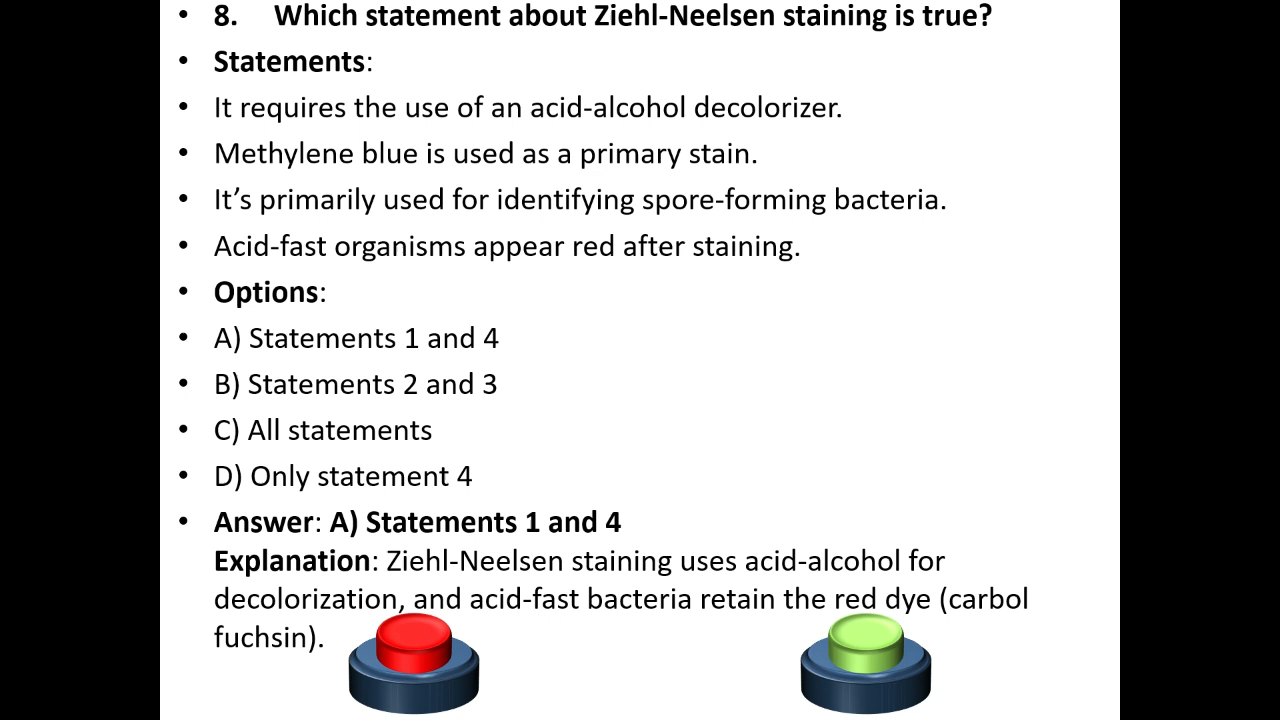 • 8. Which statement about Ziehl-Neelsen staining is true?
• Statements:
• It requires the use of an acid-alcohol decolorizer.
• Methylene blue is used as a primary stain.
• It’s primarily used for identifying spore-forming bacteria.
• Acid-fast organisms appear red after staining.
• Options:
• A) Statements 1 and 4
• B) Statements 2 and 3
• C) All statements
• D) Only statement 4
• Answer: A) Statements 1 and 4
Explanation: Ziehl-Neelsen staining uses acid-alcohol for
decolorization, and acid-fast bacteria retain the red dye (carbol
fuchsin).